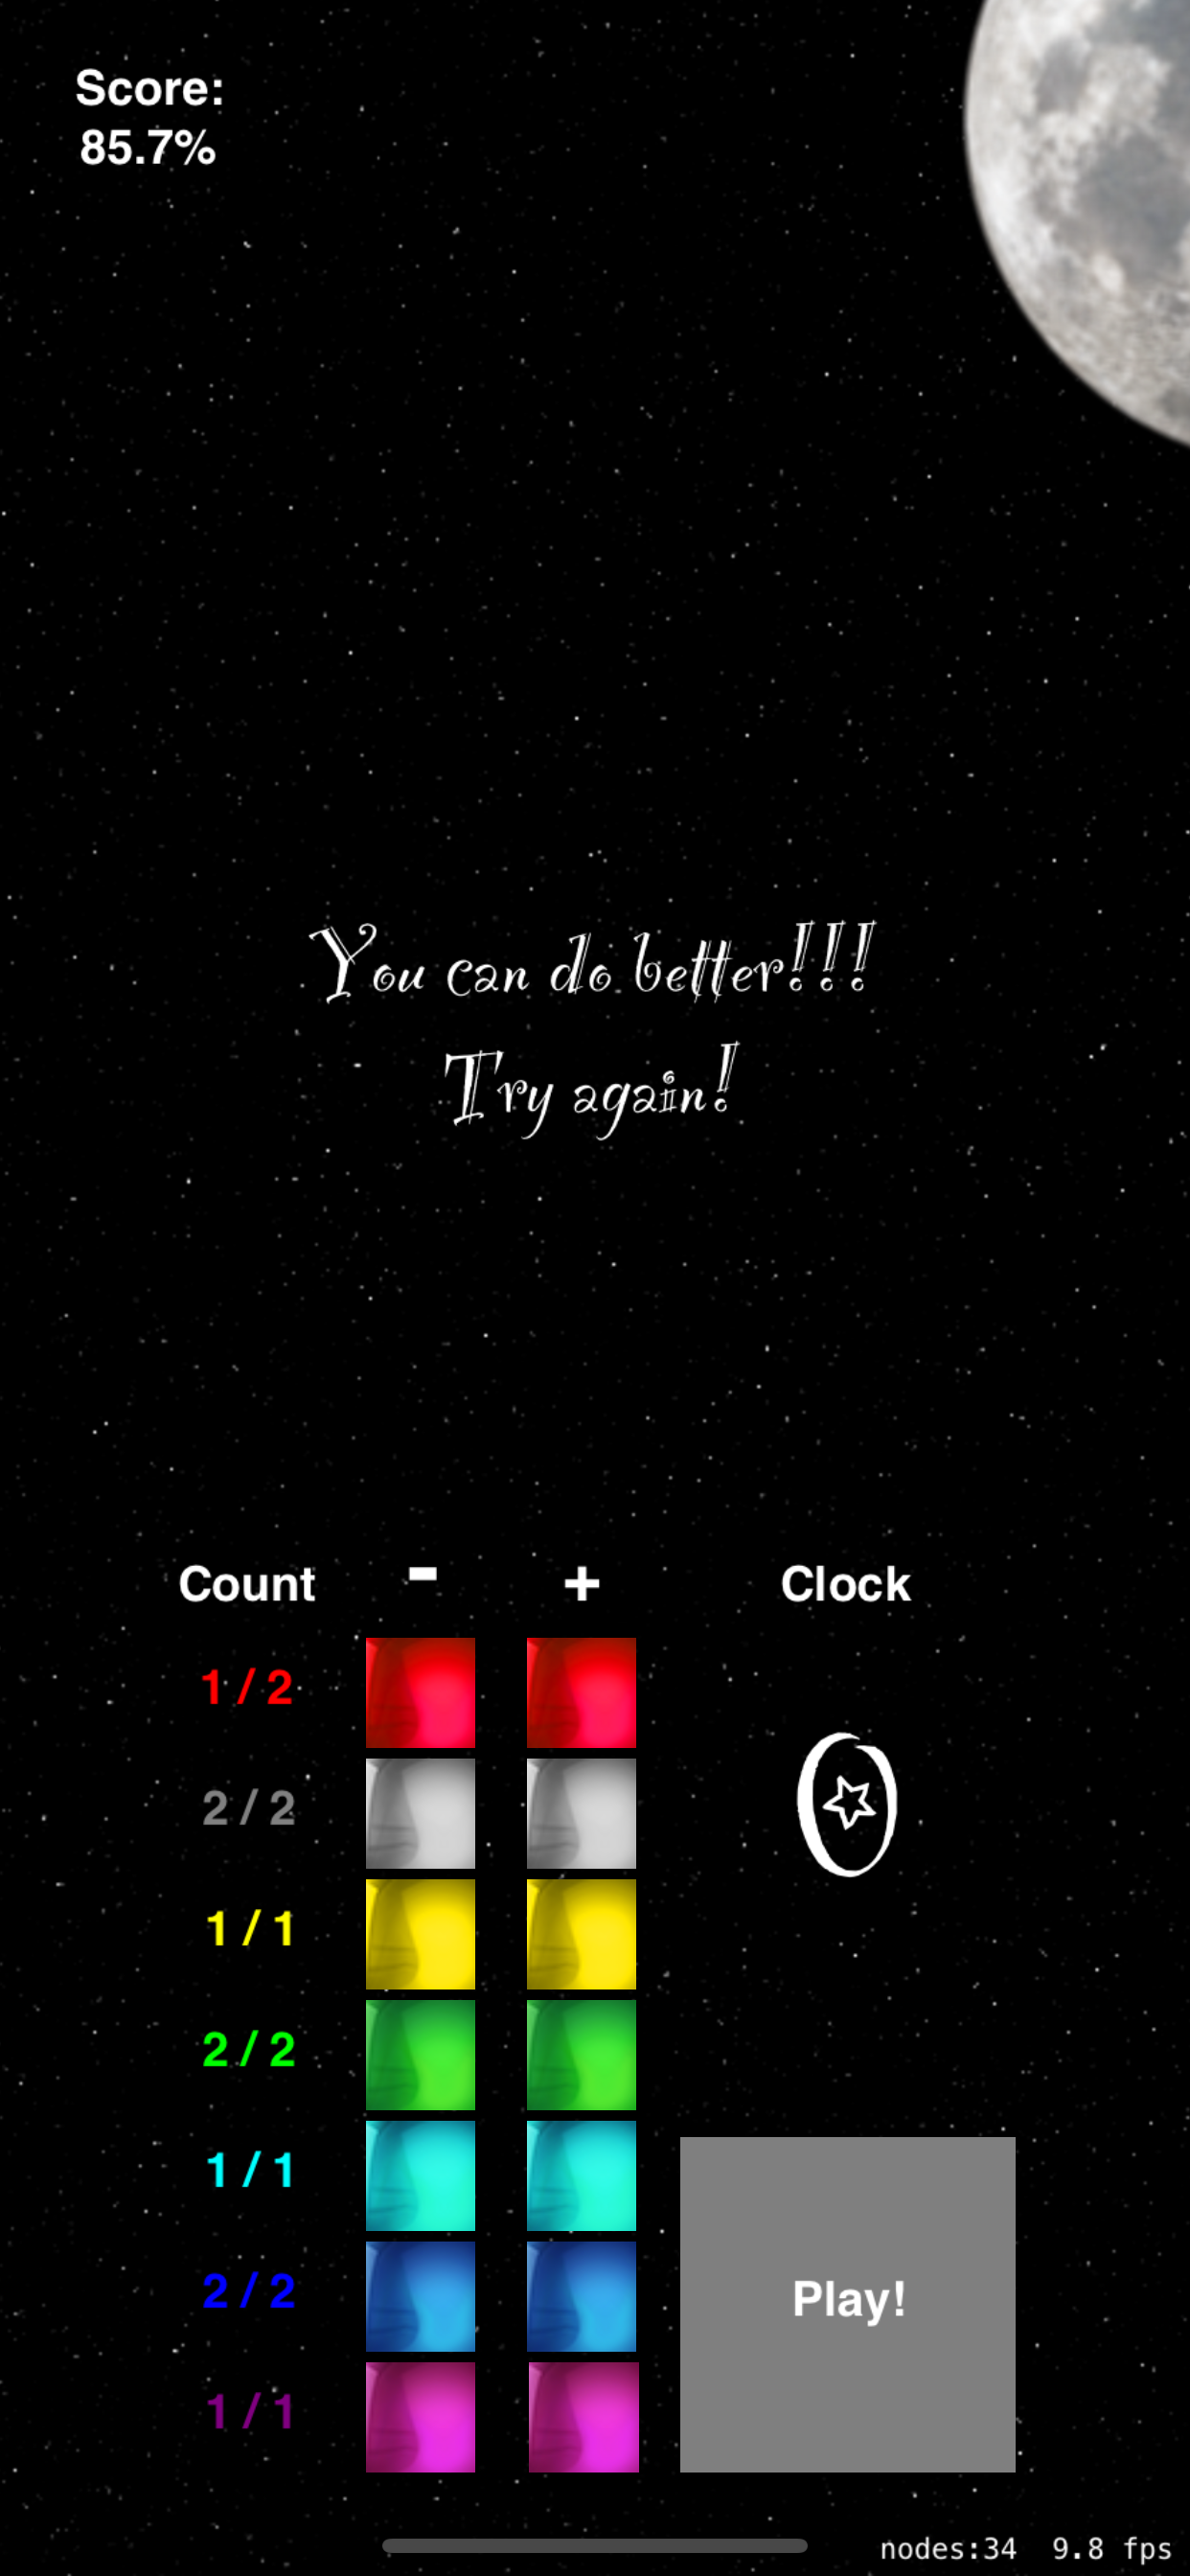 Score:
85.7%
You can do better!!!
Try again!
Count - + Clock
1 / 2
2 / 2
1 / 1
2 / 2
1 / 1
2 / 2
1 / 1
0
Play!
nodes:34 9.8 fps